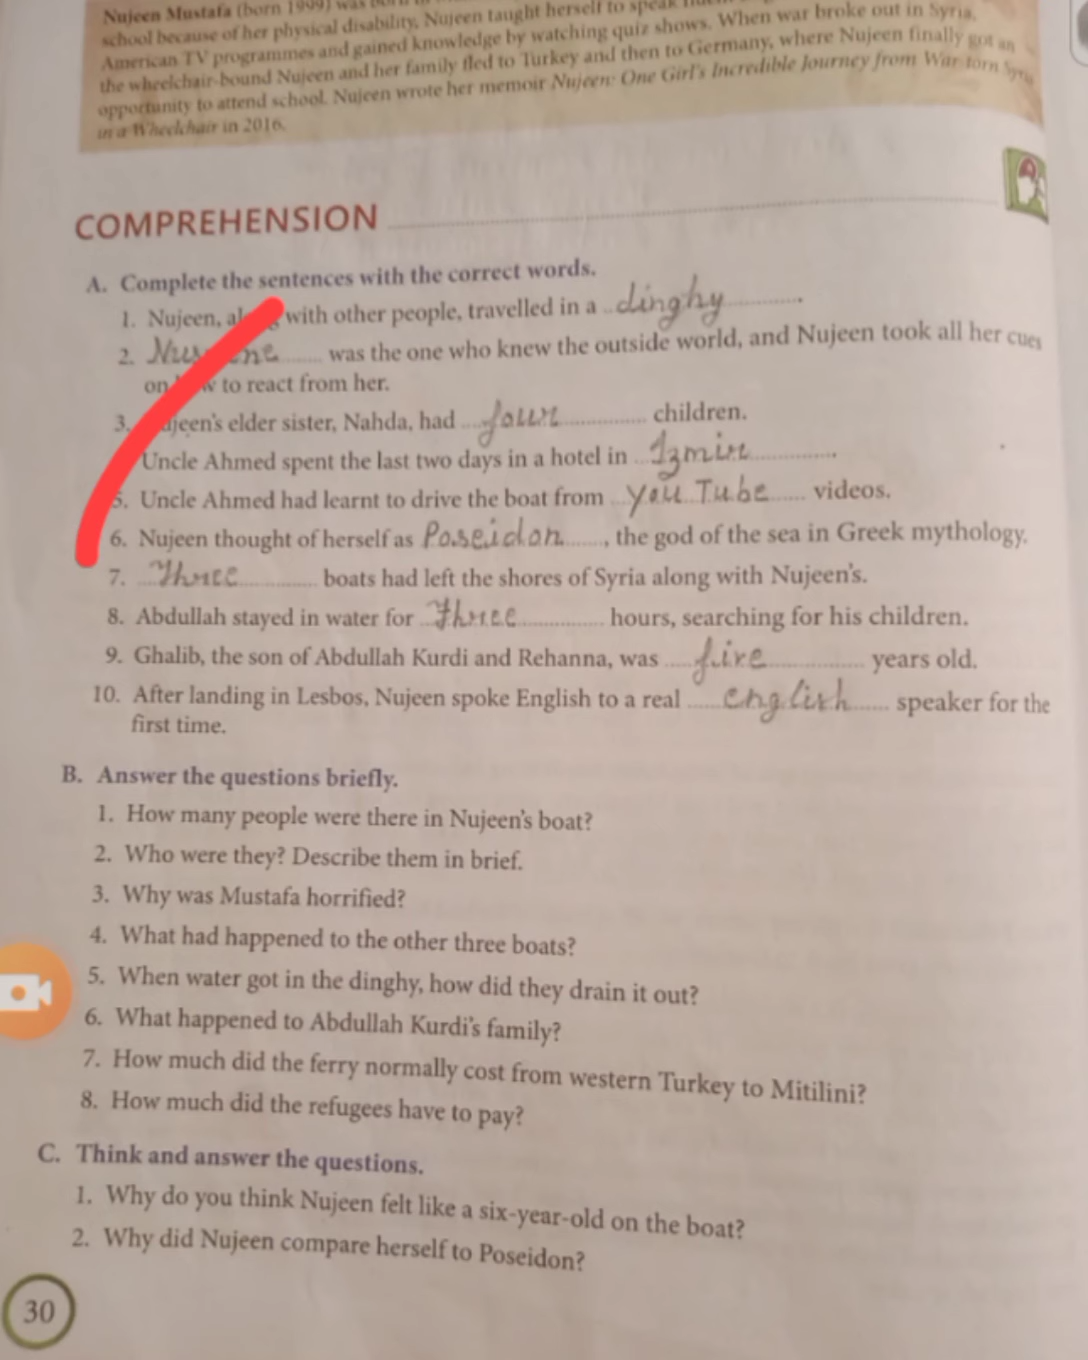 Nujeen Mustafa (born 1999) was born in
school because of her physical disability, Nujeen taught herself to speak
American TV programmes and gained knowledge by watching quiz shows. When war broke out in Syria,
the wheelchair-bound Nujeen and her family fled to Turkey and then to Germany, where Nujeen finally got an
opportunity to attend school. Nujeen wrote her memoir Nujeen: One Girl's Incredible Journey from War-torn Syria
in a Wheelchair in 2016.
COMPREHENSION
A. Complete the sentences with the correct words.
1. Nujeen, along with other people, travelled in a dinghy.
2. was the one who knew the outside world, and Nujeen took all her cues
on how to react from her.
3. Nujeen's elder sister, Nahda, had four children.
Uncle Ahmed spent the last two days in a hotel in Izmir.
5. Uncle Ahmed had learnt to drive the boat from You Tube videos.
6. Nujeen thought of herself as Poseidon, the god of the sea in Greek mythology.
7. Three boats had left the shores of Syria along with Nujeen's.
8. Abdullah stayed in water for three hours, searching for his children.
9. Ghalib, the son of Abdullah Kurdi and Rehanna, was five years old.
10. After landing in Lesbos, Nujeen spoke English to a real english speaker for the
first time.
B. Answer the questions briefly.
1. How many people were there in Nujeen's boat?
2. Who were they? Describe them in brief.
3. Why was Mustafa horrified?
4. What had happened to the other three boats?
5. When water got in the dinghy, how did they drain it out?
6. What happened to Abdullah Kurdi's family?
7. How much did the ferry normally cost from western Turkey to Mitilini?
8. How much did the refugees have to pay?
C. Think and answer the questions.
1. Why do you think Nujeen felt like a six-year-old on the boat?
2. Why did Nujeen compare herself to Poseidon?
30